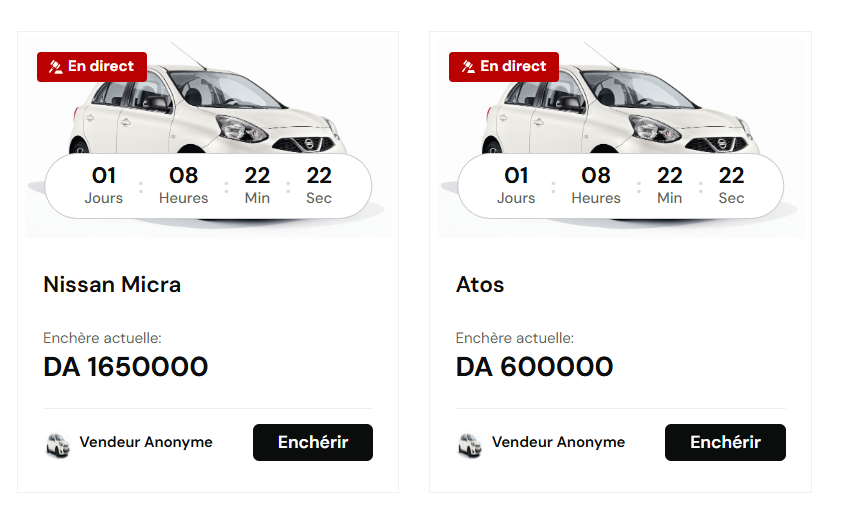 En direct
01 08 22 22
Jours : Heures : Min : Sec
Nissan Micra
Enchère actuelle:
DA 1650000
Vendeur Anonyme
Enchérir
En direct
01 08 22 22
Jours : Heures : Min : Sec
Atos
Enchère actuelle:
DA 600000
Vendeur Anonyme
Enchérir